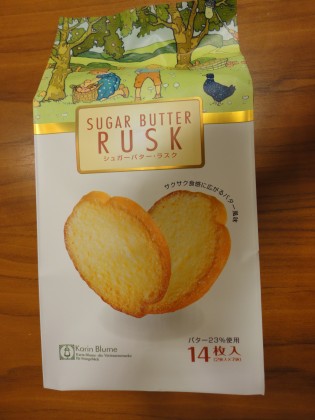 SUGAR BUTTER
RUSK
シュガーバター・ラスク
サクサク食感に広がるバター風味
バター23%使用
14枚入
Karin Blume